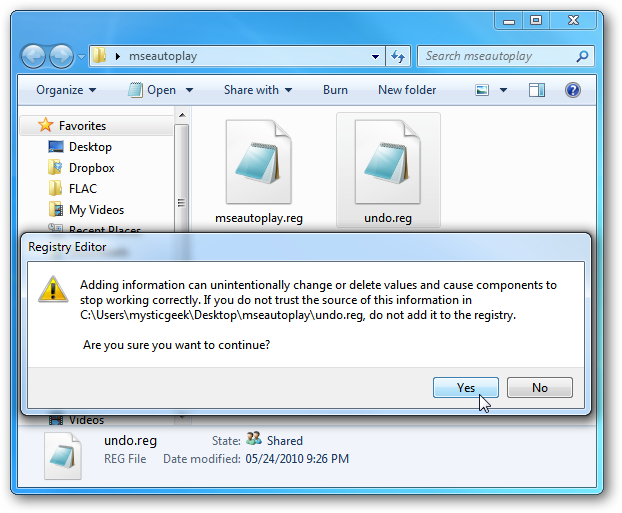 mseautoplay
Search mseautoplay
Organize Open Share with Burn New folder
Favorites
Desktop
Dropbox
FLAC
My Videos
Recent Places
mseautoplay.reg
undo.reg
Registry Editor
Adding information can unintentionally change or delete values and cause components to
stop working correctly. If you do not trust the source of this information in
C:\Users\mysticgeek\Desktop\mseautoplay\undo.reg, do not add it to the registry.
Are you sure you want to continue?
Yes No
Videos
undo.reg State: Shared
REG File Date modified: 05/24/2010 9:26 PM